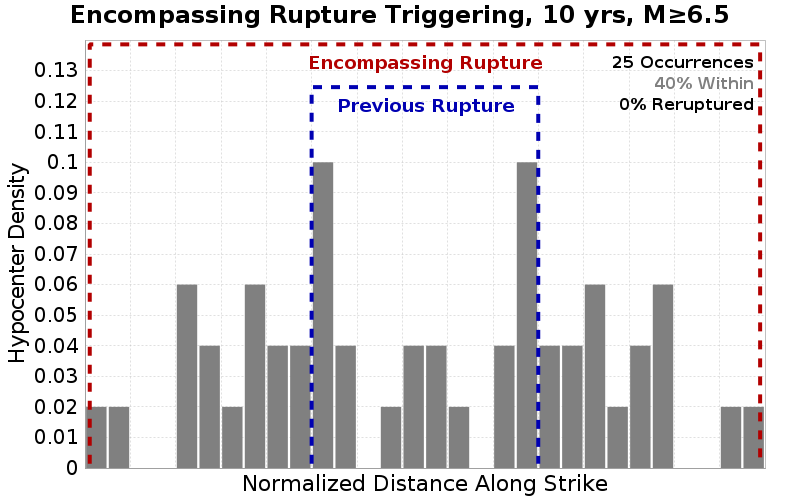 Encompassing Rupture Triggering, 10 yrs, M≥6.5
Encompassing Rupture
25 Occurrences
40% Within
0% Reruptured
Previous Rupture
Hypocenter Density
0.13
0.12
0.11
0.1
0.09
0.08
0.07
0.06
0.05
0.04
0.03
0.02
0.01
0
Normalized Distance Along Strike